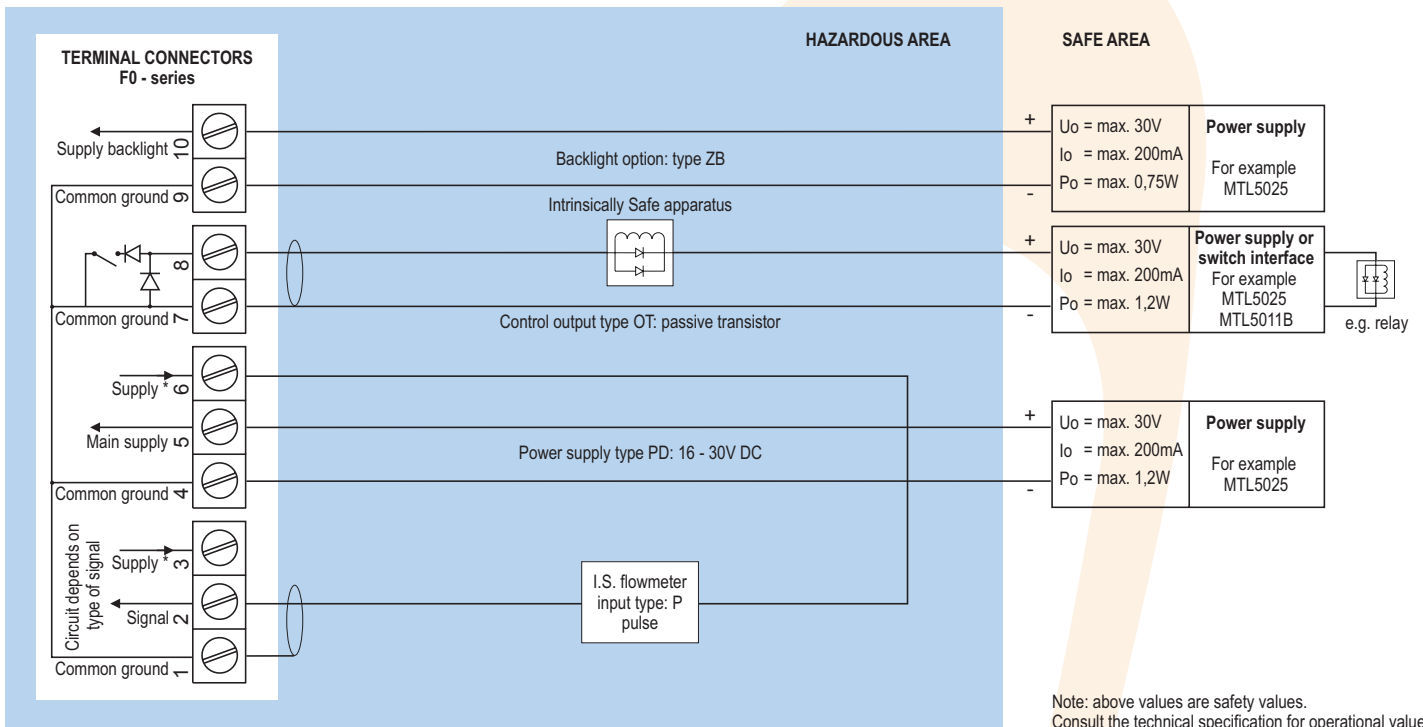 HAZARDOUS AREA
SAFE AREA
TERMINAL CONNECTORS
F0 - series
Supply backlight 10
Common ground 9
8
Common ground 7
Supply * 6
Main supply 5
Common ground 4
Circuit depends on
type of signal
Supply * 3
Signal 2
Common ground 1
Backlight option: type ZB
Intrinsically Safe apparatus
Control output type OT: passive transistor
Power supply type PD: 16 - 30V DC
I.S. flowmeter
input type: P
pulse
+
-
Uo = max. 30V
Io = max. 200mA
Po = max. 0,75W
Power supply
For example
MTL5025
+
-
Uo = max. 30V
Io = max. 200mA
Po = max. 1,2W
Power supply or
switch interface
For example
MTL5025
MTL5011B
e.g. relay
+
-
Uo = max. 30V
Io = max. 200mA
Po = max. 1,2W
Power supply
For example
MTL5025
Note: above values are safety values.
Consult the technical specification for operational value